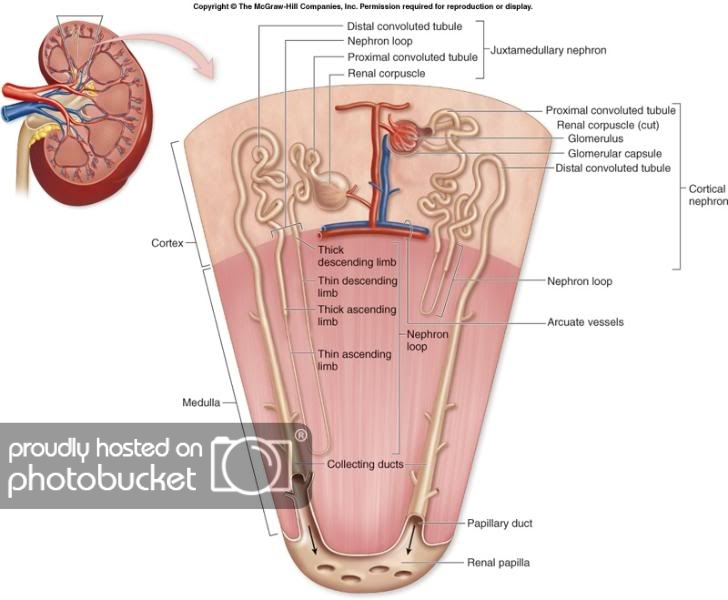 Copyright © The McGraw-Hill Companies, Inc. Permission required for reproduction or display.
Distal convoluted tubule
Nephron loop
Proximal convoluted tubule
Renal corpuscle
Juxtamedullary nephron
Proximal convoluted tubule
Renal corpuscle (cut)
Glomerulus
Glomerular capsule
Distal convoluted tubule
Cortical
nephron
Cortex
Thick
descending limb
Thin descending
limb
Thick ascending
limb
Thin ascending
limb
Nephron
loop
Nephron loop
Arcuate vessels
Medulla
proudly hosted on
photobucket
®
Collecting ducts
Papillary duct
Renal papilla